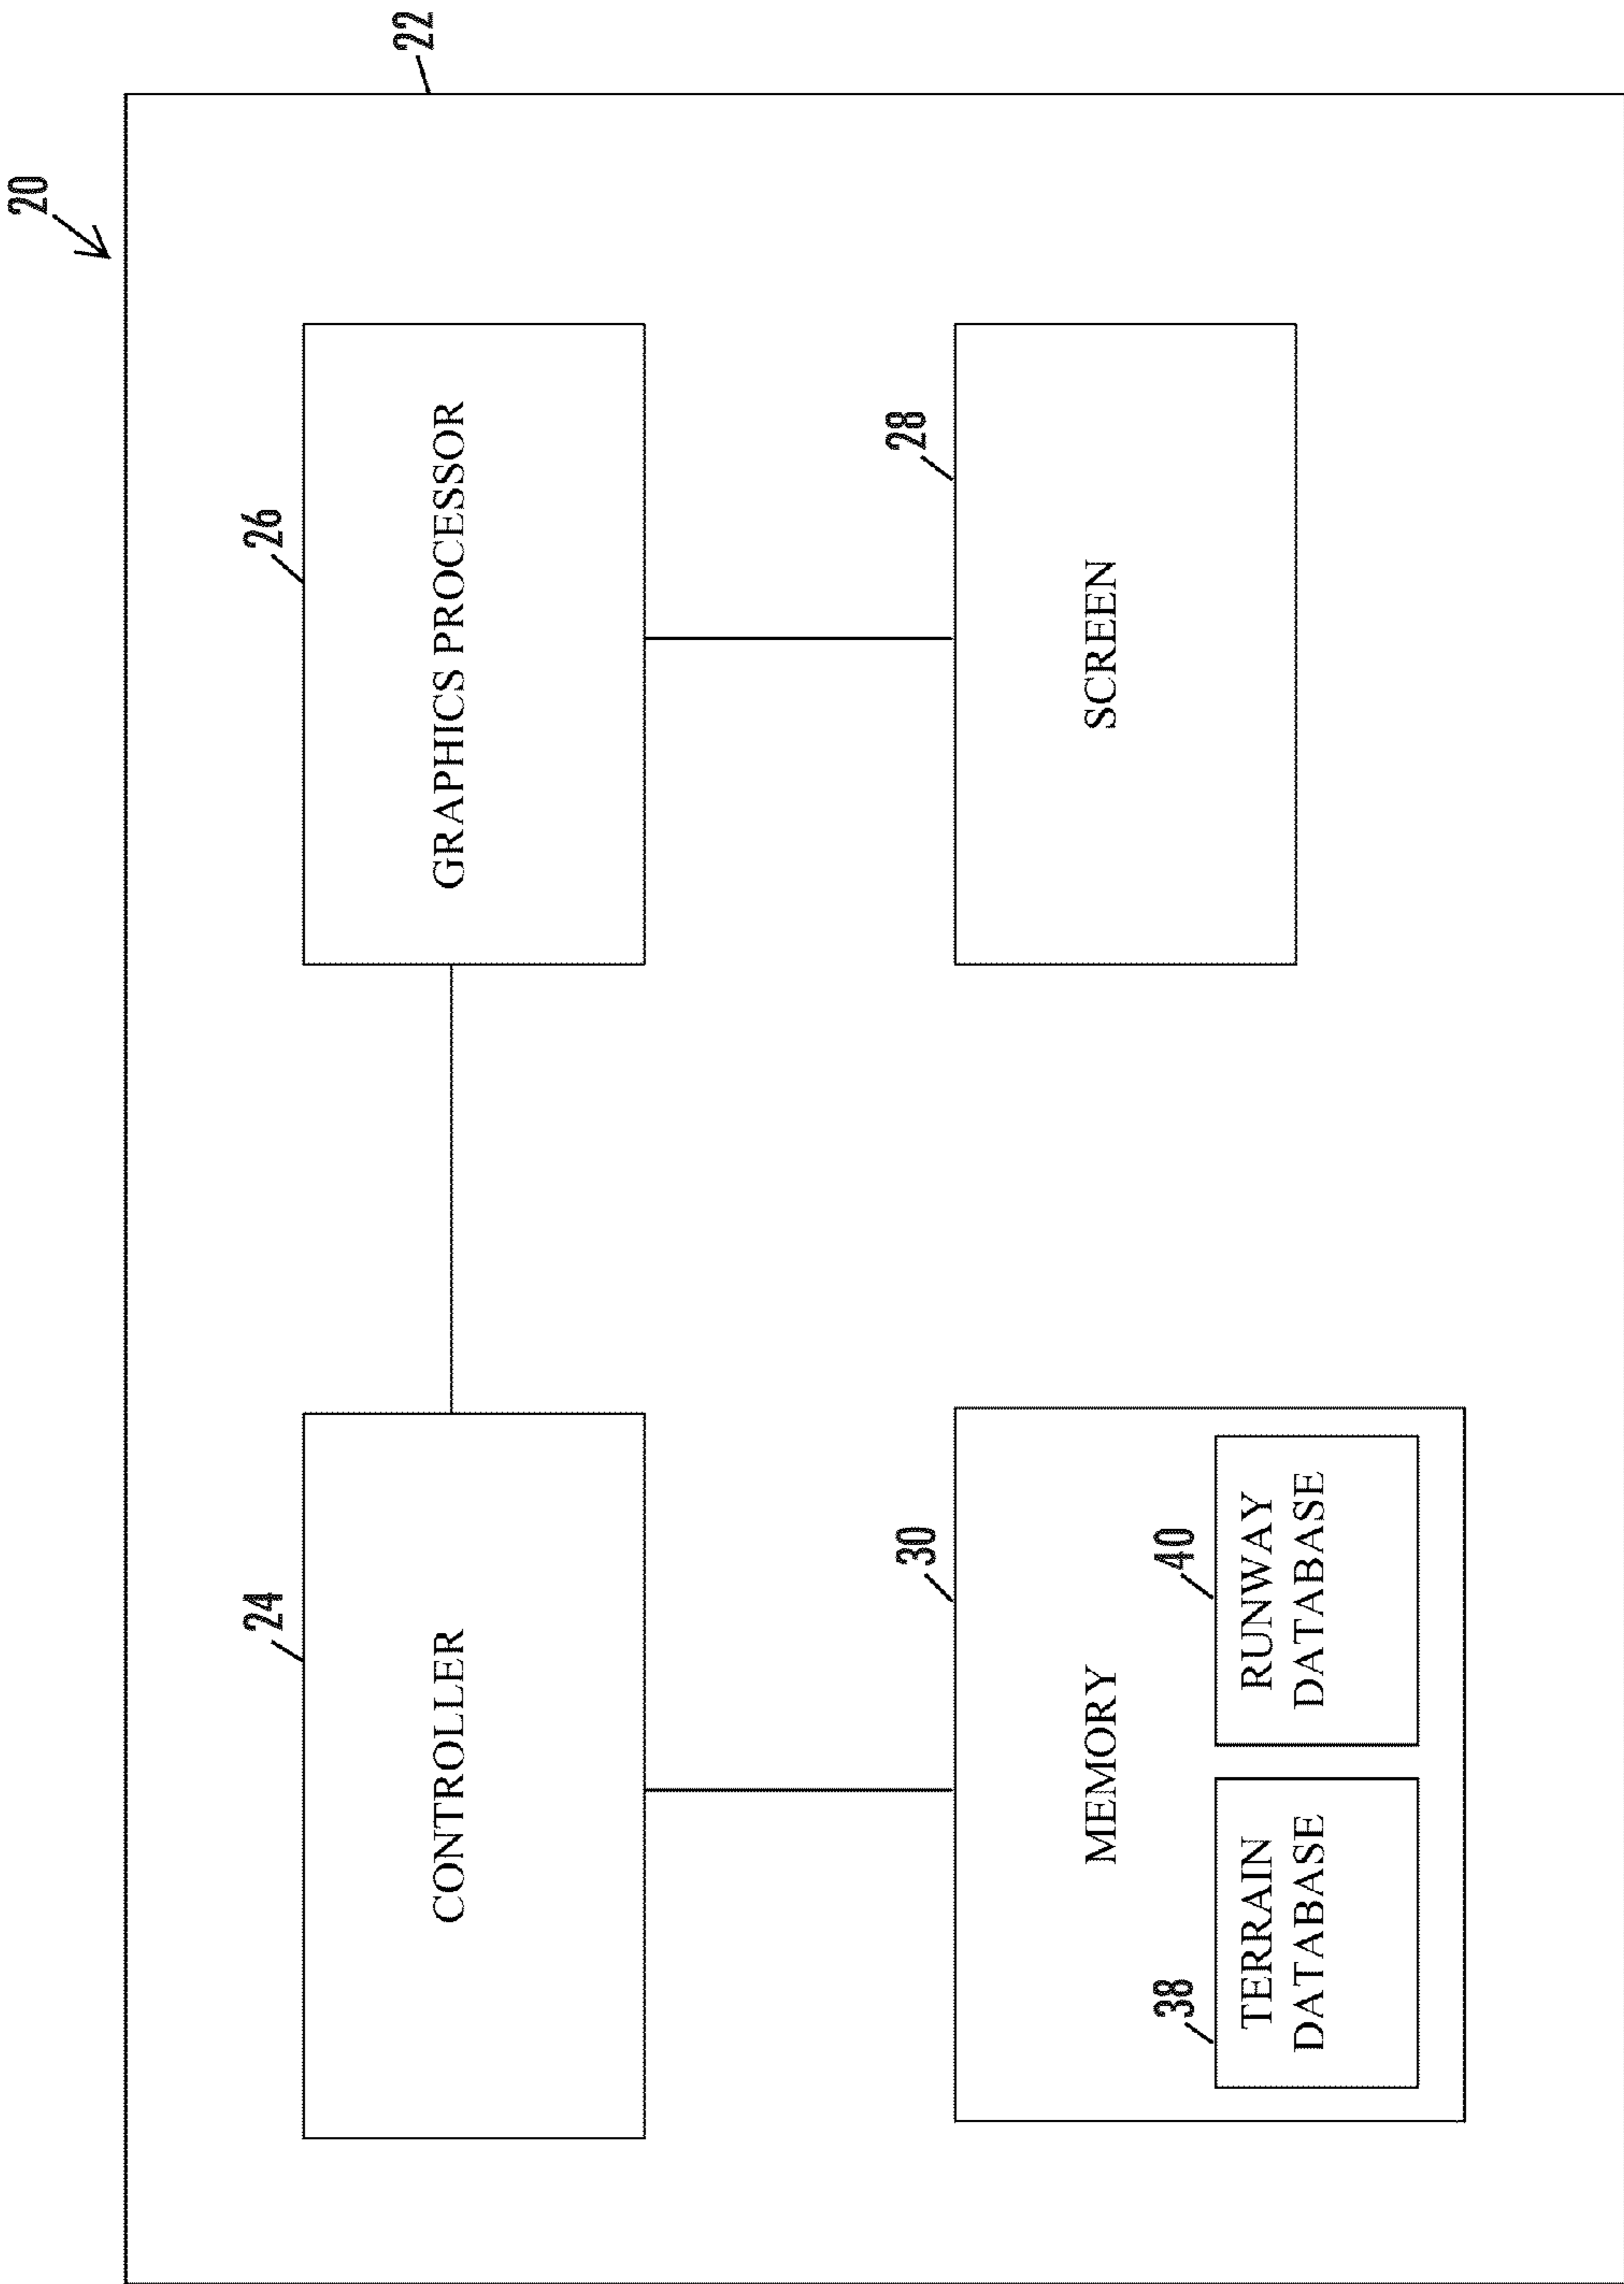 20
22
24
CONTROLLER
26
GRAPHICS PROCESSOR
30
MEMORY
38
TERRAIN
DATABASE
40
RUNWAY
DATABASE
28
SCREEN